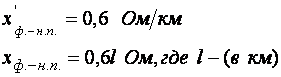 x'ф.-н.п. = 0,6 Ом/км
xф.-н.п. = 0,6l Ом, где l - (в км)